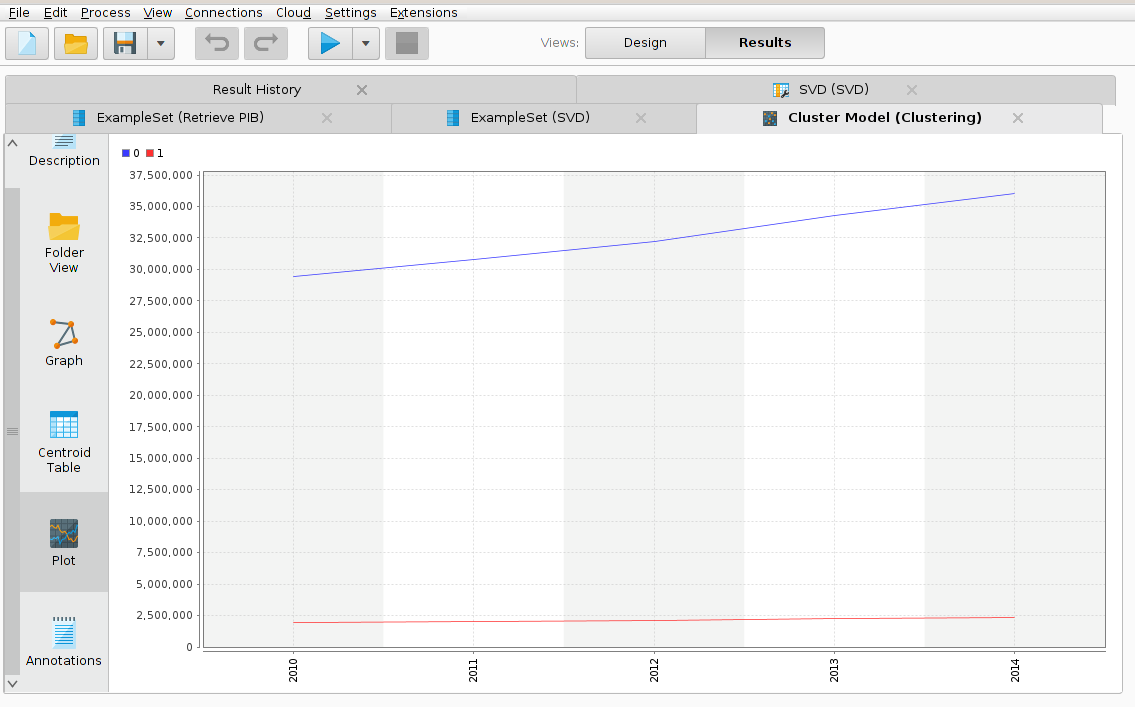 File Edit Process View Connections Cloud Settings Extensions
Views: Design Results
Result History SVD (SVD)
ExampleSet (Retrieve PIB) ExampleSet (SVD) Cluster Model (Clustering)
Description
Folder
View
Graph
Centroid
Table
Plot
Annotations
0 1
37,500,000
35,000,000
32,500,000
30,000,000
27,500,000
25,000,000
22,500,000
20,000,000
17,500,000
15,000,000
12,500,000
10,000,000
7,500,000
5,000,000
2,500,000
0
2010 2011 2012 2013 2014